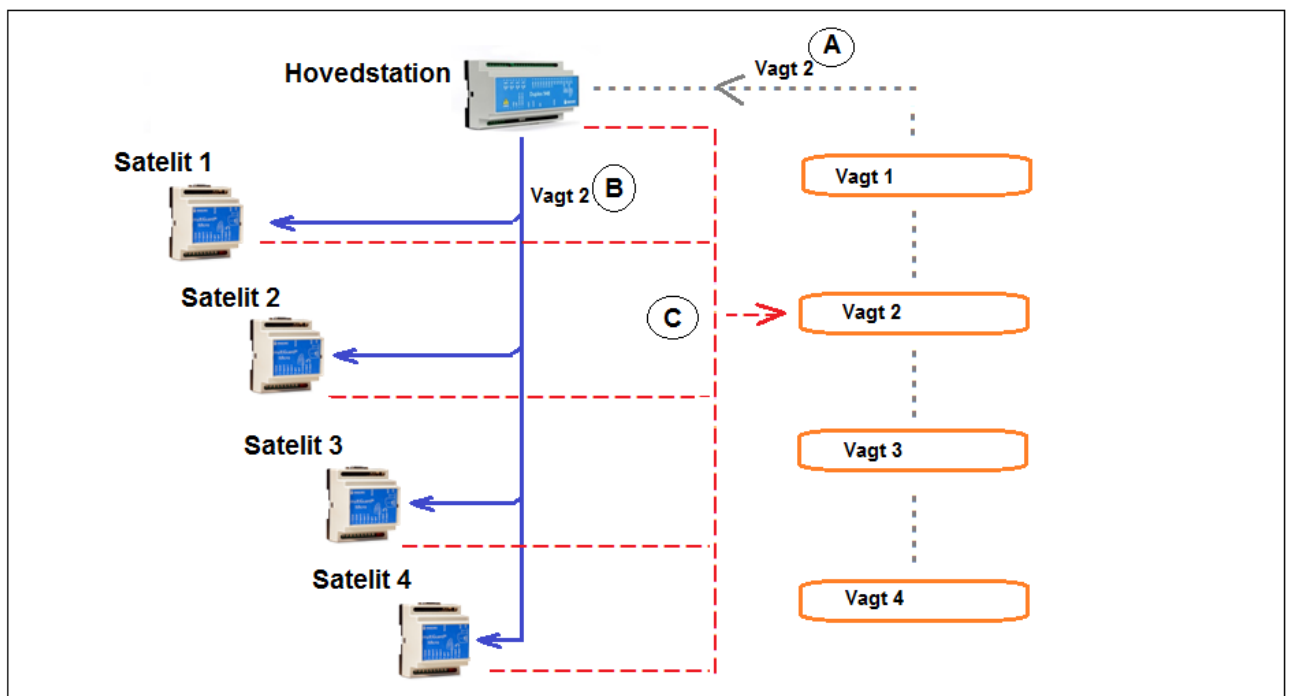 Hovedstation
Vagt 2
A
Satelit 1
Vagt 1
Vagt 2
B
Satelit 2
C
Vagt 2
Satelit 3
Vagt 3
Satelit 4
Vagt 4